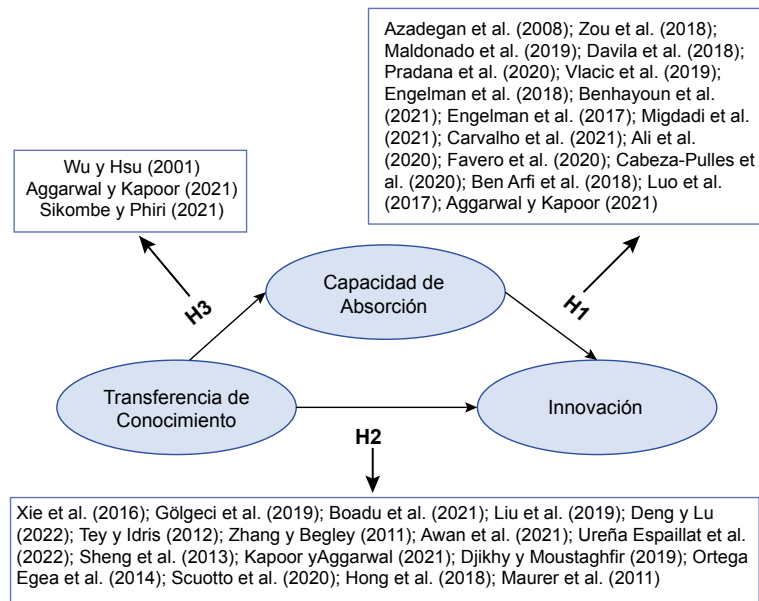 Azadegan et al. (2008); Zou et al. (2018);
Maldonado et al. (2019); Davila et al. (2018);
Pradana et al. (2020); Vlacic et al. (2019);
Engelman et al. (2018); Benhayoun et al.
(2021); Engelman et al. (2017); Migdadi et al.
(2021); Carvalho et al. (2021); Ali et al.
(2020); Favero et al. (2020); Cabeza-Pulles et
al. (2020); Ben Arfi et al. (2018); Luo et al.
(2017); Aggarwal y Kapoor (2021)
Wu y Hsu (2001)
Aggarwal y Kapoor (2021)
Sikombe y Phiri (2021)
Capacidad de
Absorción
H3
H1
Transferencia de
Conocimiento
Innovación
H2
Xie et al. (2016); Gölgeci et al. (2019); Boadu et al. (2021); Liu et al. (2019); Deng y Lu
(2022); Tey y Idris (2012); Zhang y Begley (2011); Awan et al. (2021); Ureña Espaillat et al.
(2022); Sheng et al. (2013); Kapoor yAggarwal (2021); Djikhy y Moustaghfir (2019); Ortega
Egea et al. (2014); Scuotto et al. (2020); Hong et al. (2018); Maurer et al. (2011)